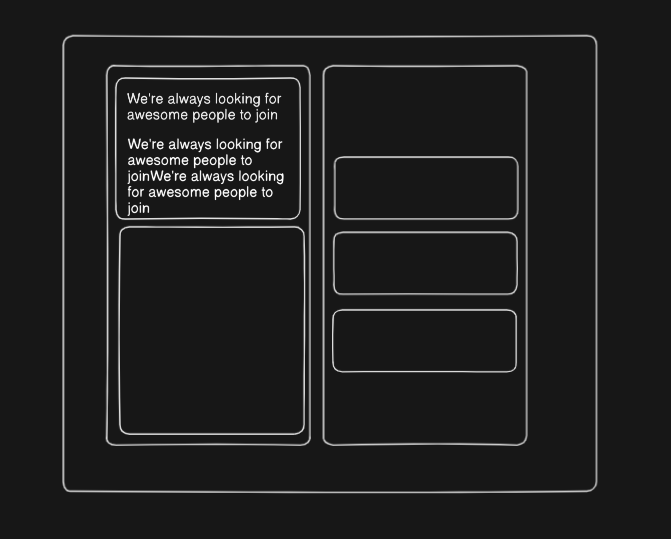 We're always looking for
awesome people to join
We're always looking for
awesome people to
joinWe're always looking
for awesome people to
join